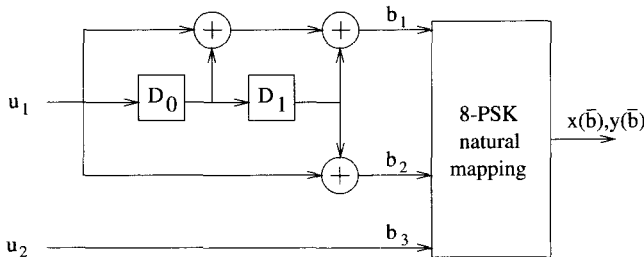 b₁
u₁
D₀
D₁
8-PSK
natural
mapping
x(b̄),y(b̄)
b₂
b₃
u₂
+
+
+